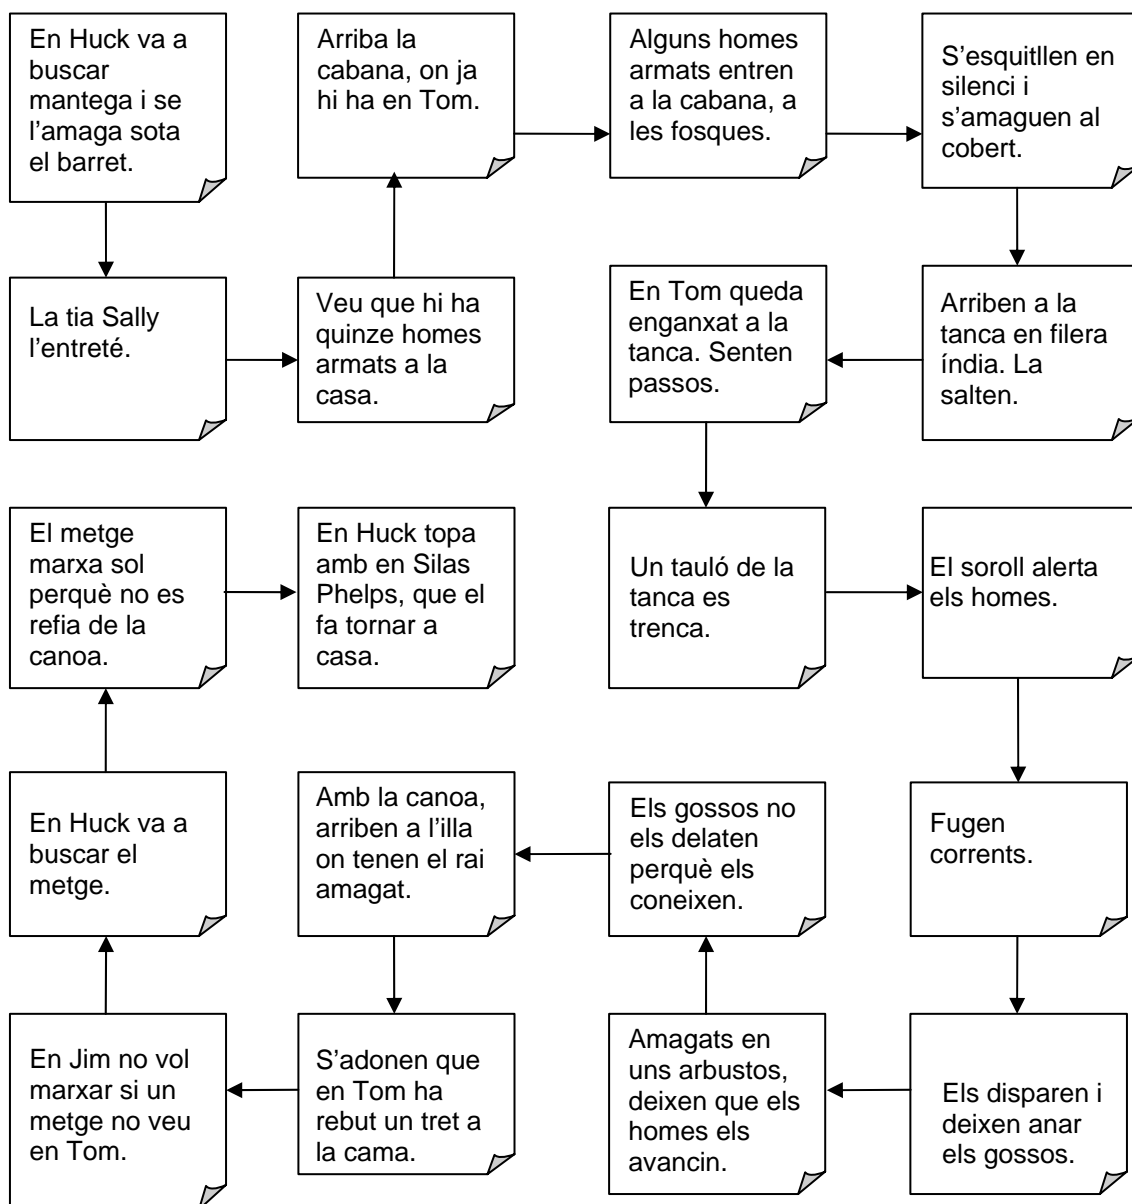 En Huck va a
buscar
mantega i se
l’amaga sota
el barret.
La tia Sally
l’entreté.
Veu que hi ha
quinze homes
armats a la
casa.
Arriba la
cabana, on ja
hi ha en Tom.
Alguns homes
armats entren
a la cabana, a
les fosques.
S’esquitllen en
silenci i
s’amaguen al
cobert.
Arriben a la
tanca en filera
índia. La
salten.
En Tom queda
enganxat a la
tanca. Senten
passos.
Un tauló de la
tanca es
trenca.
El soroll alerta
els homes.
Fugen
corrents.
Els disparen i
deixen anar
els gossos.
Amagats en
uns arbustos,
deixen que els
homes els
avancin.
Els gossos no
els delaten
perquè els
coneixen.
Amb la canoa,
arriben a l’illa
on tenen el rai
amagat.
S’adonen que
en Tom ha
rebut un tret a
la cama.
En Jim no vol
marxar si un
metge no veu
en Tom.
En Huck va a
buscar el
metge.
El metge
marxa sol
perquè no es
refia de la
canoa.
En Huck topa
amb en Silas
Phelps, que el
fa tornar a
casa.